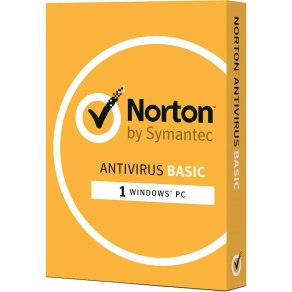 Norton
by Symantec
ANTIVIRUS BASIC
1 WINDOWS® PC
NORTON ANTIVIRUS BASIC